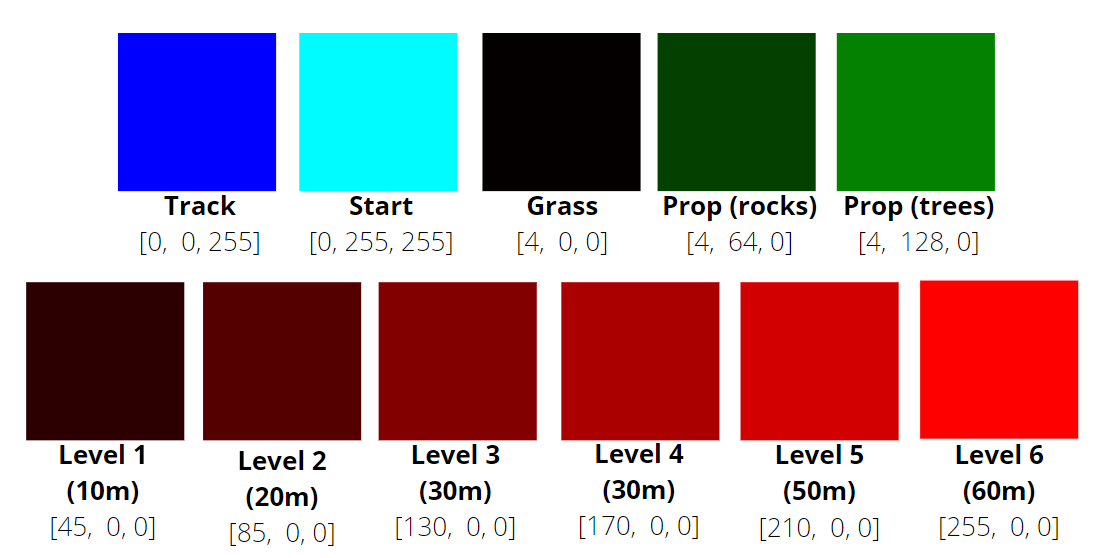 Track Start Grass Prop (rocks) Prop (trees)
[0, 0, 255] [0, 255, 255] [4, 0, 0] [4, 64, 0] [4, 128, 0]
Level 1 Level 2 Level 3 Level 4 Level 5 Level 6
(10m) (20m) (30m) (30m) (50m) (60m)
[45, 0, 0] [85, 0, 0] [130, 0, 0] [170, 0, 0] [210, 0, 0] [255, 0, 0]